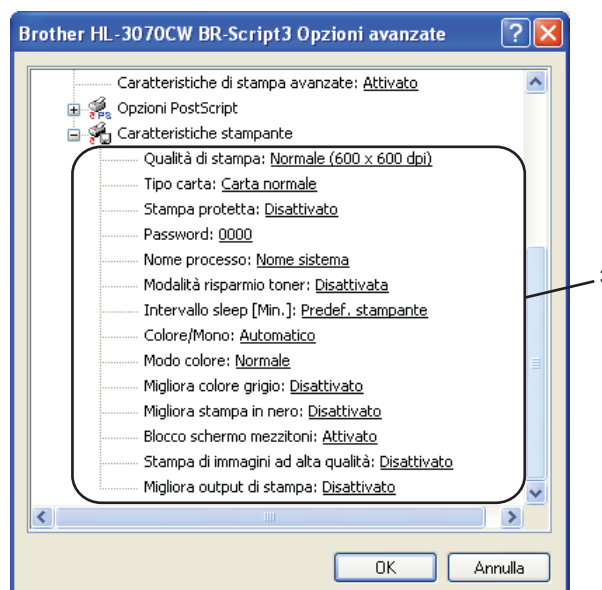 Brother HL-3070CW BR-Script3 Opzioni avanzate
Caratteristiche di stampa avanzate: Attivato
Opzioni PostScript
Caratteristiche stampante
Qualità di stampa: Normale (600 x 600 dpi)
Tipo carta: Carta normale
Stampa protetta: Disattivato
Password: 0000
Nome processo: Nome sistema
Modalità risparmio toner: Disattivata
Intervallo sleep [Min.]: Predef. stampante
Colore/Mono: Automatico
Modo colore: Normale
Migliora colore grigio: Disattivato
Migliora stampa in nero: Disattivato
Blocco schermo mezzitoni: Attivato
Stampa di immagini ad alta qualità: Disattivato
Migliora output di stampa: Disattivato
OK
Annulla